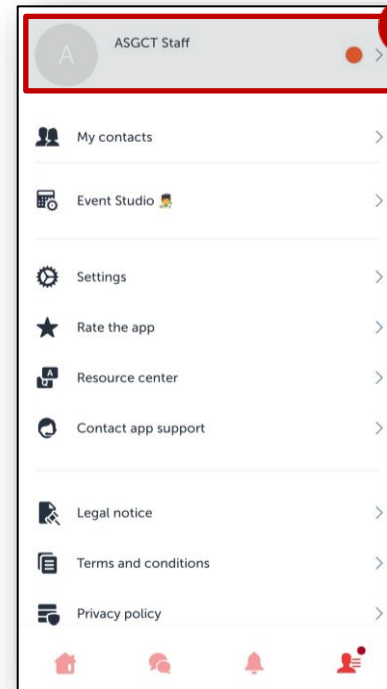 A
ASGCT Staff
My contacts
Event Studio 🧑‍🎓
Settings
Rate the app
Resource center
Contact app support
Legal notice
Terms and conditions
Privacy policy